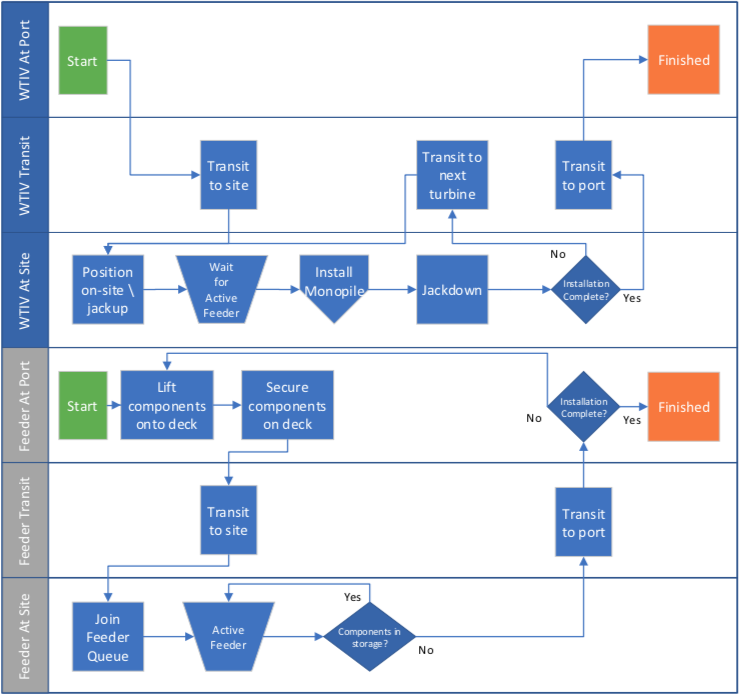 WTIV At Port
Start
Finished
WTIV Transit
Transit
to site
Transit to
next
turbine
Transit
to port
WTIV At Site
Position
on-site \
jackup
Wait
for
Active
Feeder
Install
Monopile
Jackdown
No
Installation
Complete?
Yes
Feeder At Port
Start
Lift
components
onto deck
Secure
components
on deck
No
Installation
Complete?
Yes
Finished
Feeder Transit
Transit
to site
Transit
to port
Feeder At Site
Join
Feeder
Queue
Active
Feeder
Yes
Components in
storage?
No